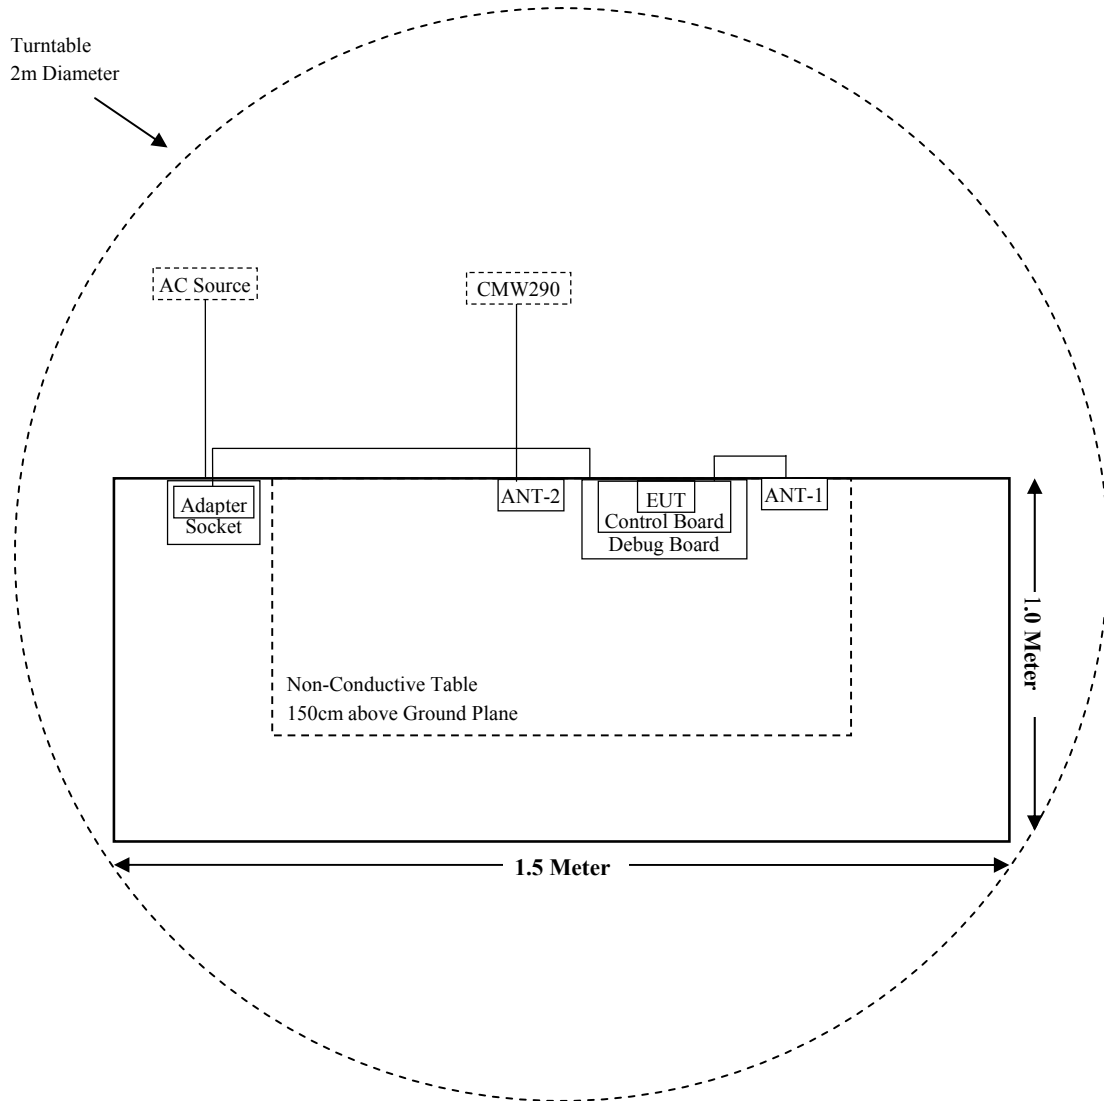 Turntable
2m Diameter
AC Source
CMW290
Adapter
Socket
ANT-2
EUT
Control Board
Debug Board
ANT-1
1.0 Meter
Non-Conductive Table
150cm above Ground Plane
1.5 Meter